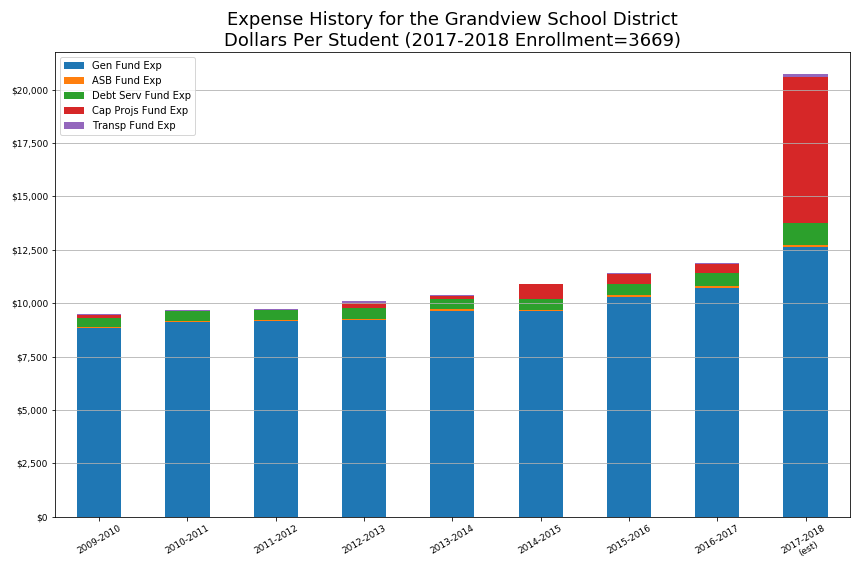 Expense History for the Grandview School District
Dollars Per Student (2017-2018 Enrollment=3669)
Gen Fund Exp
ASB Fund Exp
Debt Serv Fund Exp
Cap Projs Fund Exp
Transp Fund Exp
$20,000
$17,500
$15,000
$12,500
$10,000
$7,500
$5,000
$2,500
$0
2009-2010
2010-2011
2011-2012
2012-2013
2013-2014
2014-2015
2015-2016
2016-2017
2017-2018
(est)